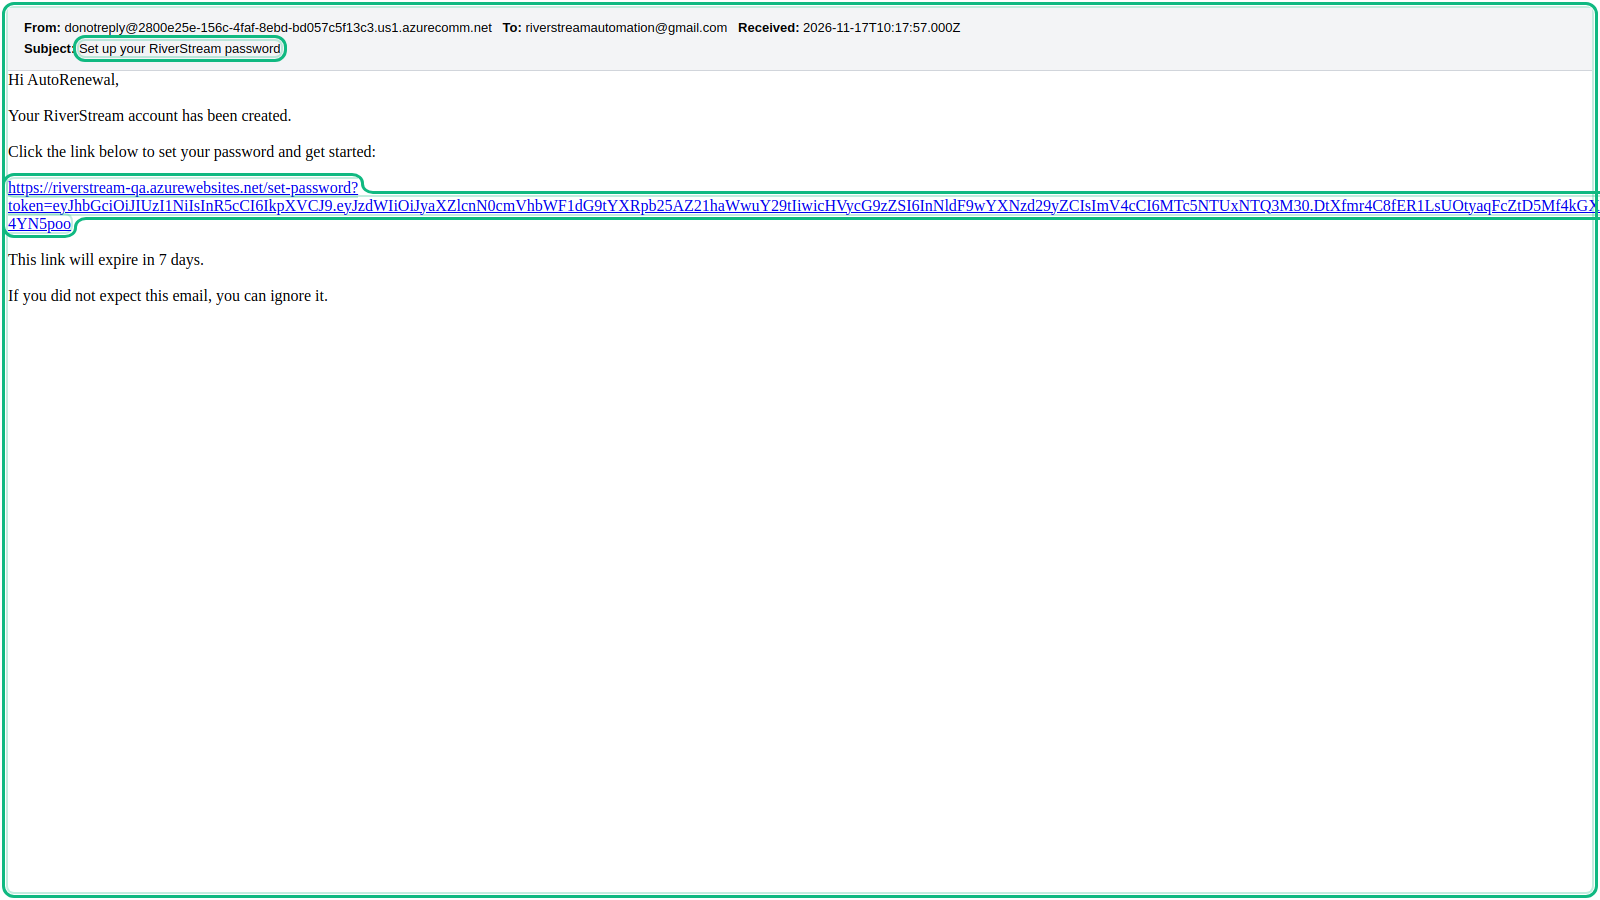 From: donotreply@2800e25e-156c-4faf-8ebd-bd057c5f13c3.us1.azurecomm.net To: riverstreamautomation@gmail.com Received: 2026-11-17T10:17:57.000Z
Subject: Set up your RiverStream password
Hi AutoRenewal,
Your RiverStream account has been created.
Click the link below to set your password and get started:
https://riverstream-qa.azurewebsites.net/set-password?
token=eyJhbGciOiJIUzI1NiIsInR5cCI6IkpXVCJ9.eyJzdWIiOiJyaXZlcnN0cmVhbWF1dG9tYXRpb25AZ21haWwuY29tIiwicHVycG9zZSI6InNldF9wYXNzd29yZCIsImV4cCI6MTc5NTUxNTQ3M30.DtXfmr4C8fER1LsUOtyaqFcZtD5Mf4kGX
4YN5poo
This link will expire in 7 days.
If you did not expect this email, you can ignore it.